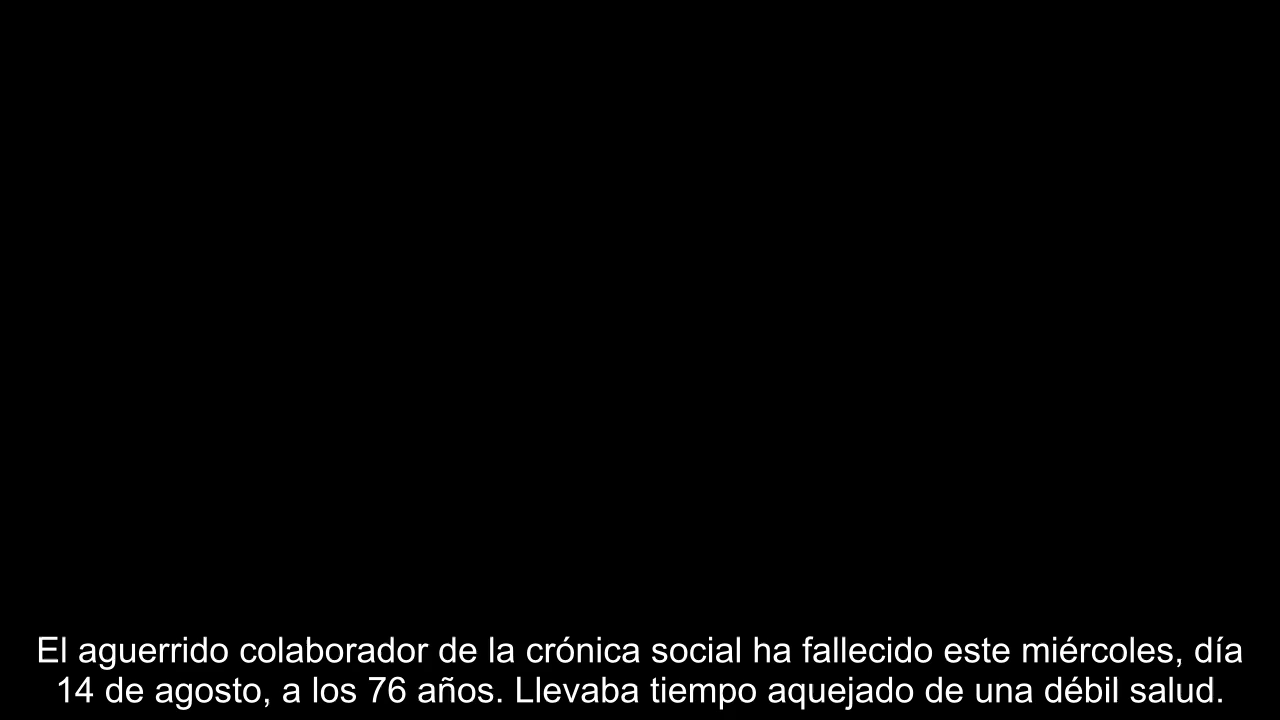 El aguerrido colaborador de la crónica social ha fallecido este miércoles, día
14 de agosto, a los 76 años. Llevaba tiempo aquejado de una débil salud.